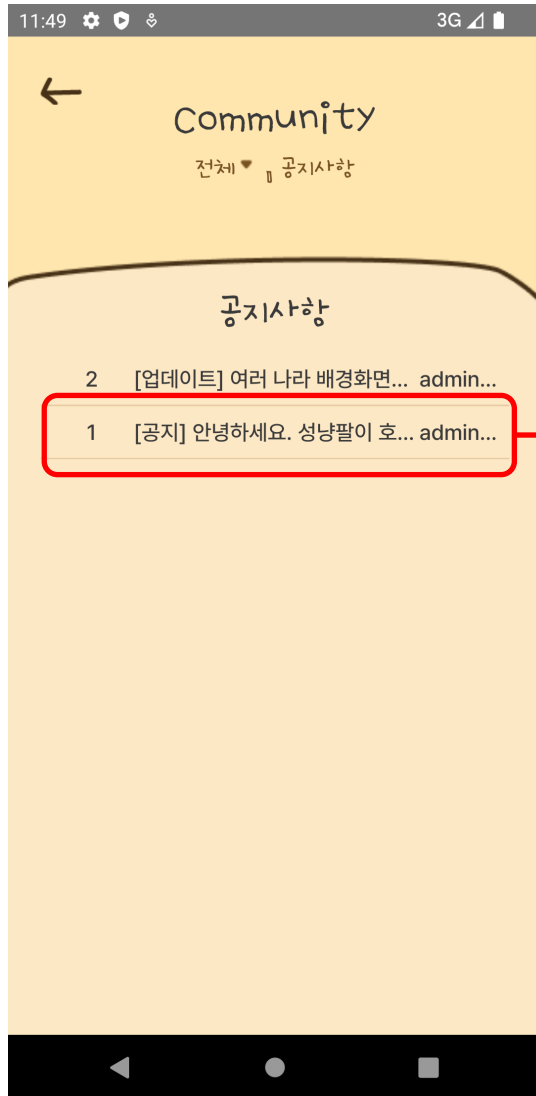 11:49 3G
Community
전체 공지사항
공지사항
2 [업데이트] 여러 나라 배경화면... admin...
1 [공지] 안녕하세요. 성냥팔이 호... admin...